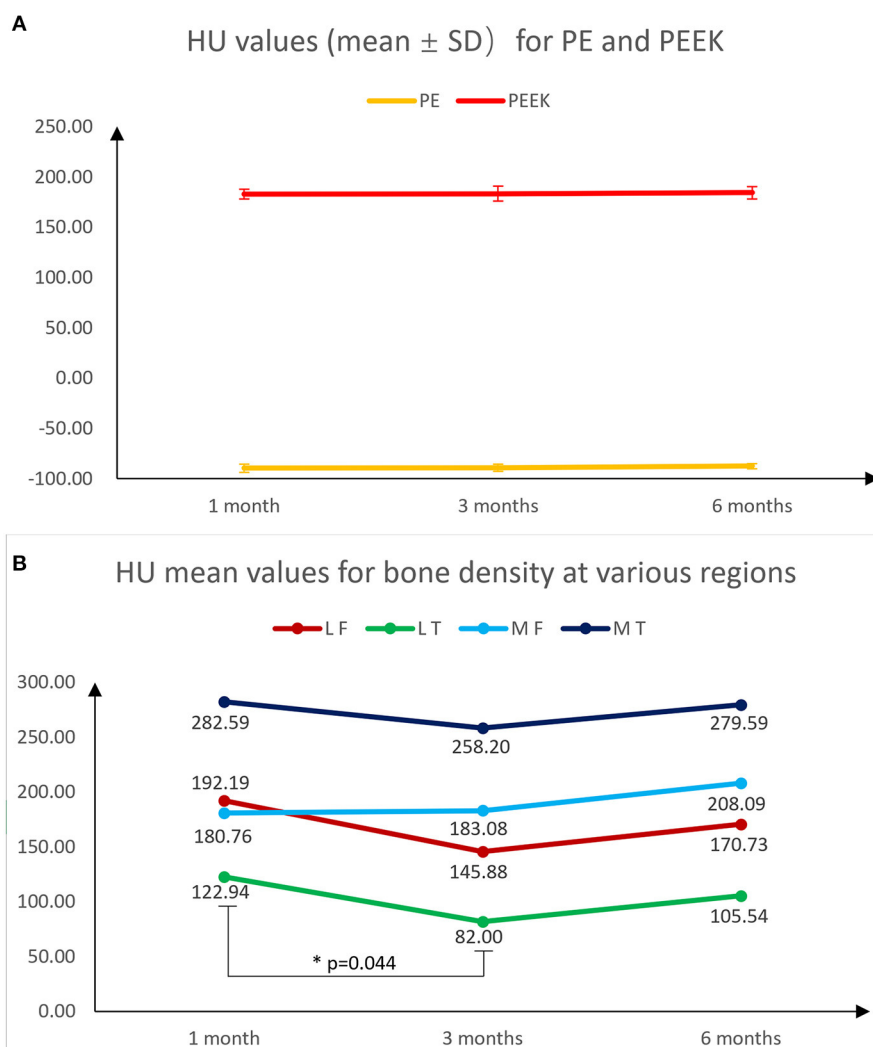 A
HU values (mean ± SD） for PE and PEEK
PE PEEK
250.00
200.00
150.00
100.00
50.00
0.00
-50.00
-100.00
1 month 3 months 6 months
B
HU mean values for bone density at various regions
L F L T M F M T
300.00
250.00
200.00
150.00
100.00
50.00
0.00
282.59 258.20 279.59
192.19
180.76 183.08 208.09
145.88 170.73
122.94 82.00 105.54
* p=0.044
1 month 3 months 6 months